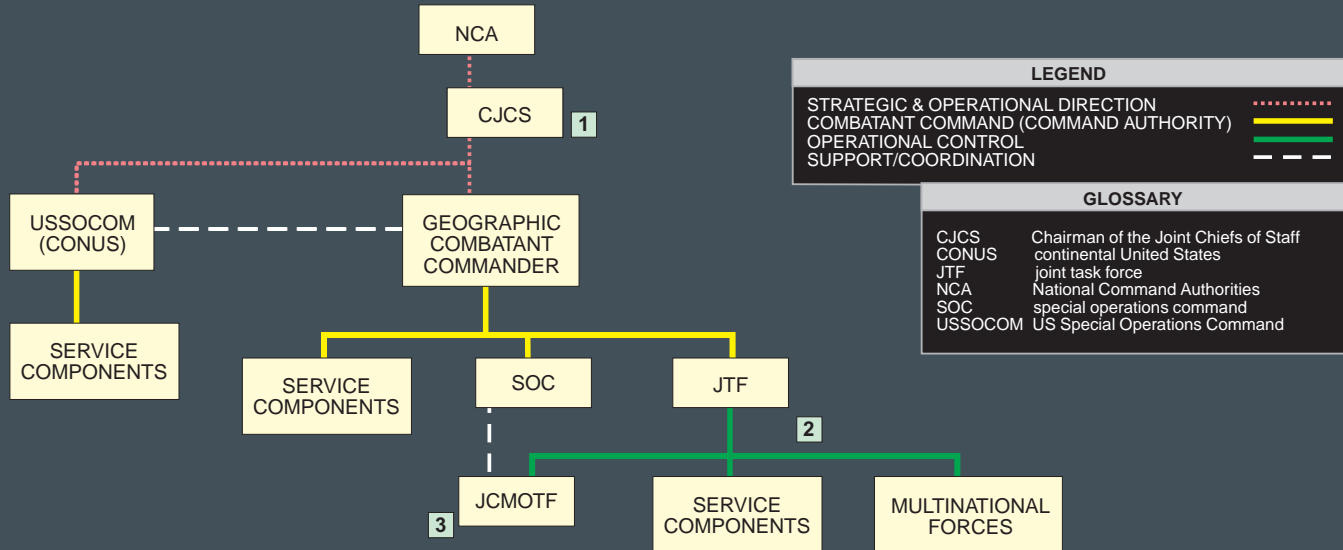 NCA
CJCS
1
USSOCOM
(CONUS)
GEOGRAPHIC
COMBATANT
COMMANDER
SERVICE
COMPONENTS
SERVICE
COMPONENTS
SOC
JTF
2
JCMOTF
3
SERVICE
COMPONENTS
MULTINATIONAL
FORCES
LEGEND
STRATEGIC & OPERATIONAL DIRECTION
COMBATANT COMMAND (COMMAND AUTHORITY)
OPERATIONAL CONTROL
SUPPORT/COORDINATION
GLOSSARY
CJCS Chairman of the Joint Chiefs of Staff
CONUS continental United States
JTF joint task force
NCA National Command Authorities
SOC special operations command
USSOCOM US Special Operations Command